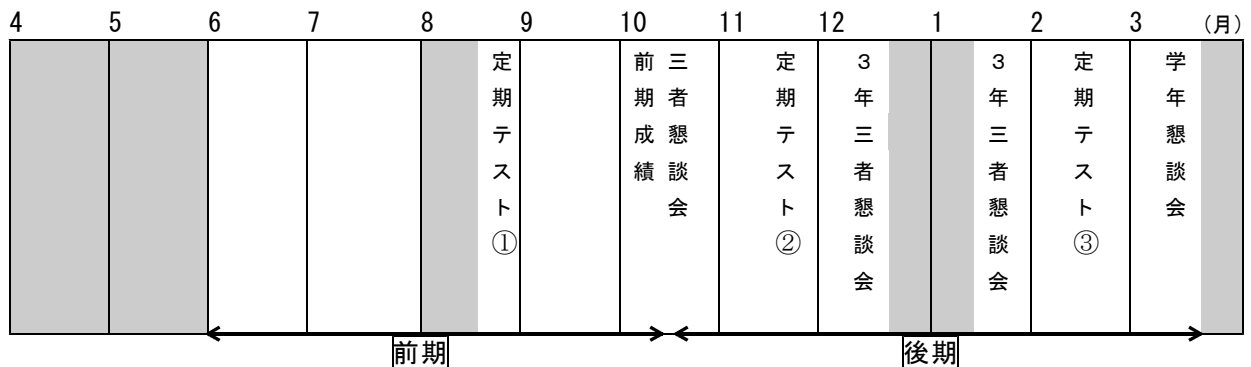 4 5 6 7 8 9 10 11 12 1 2 3 (月)
定期テスト①
前期成績
三者懇談会
定期テスト②
3年三者懇談会
3年三者懇談会
定期テスト③
学年懇談会
前期
後期